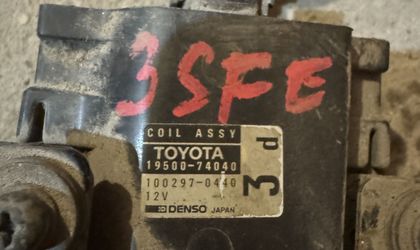 3SFE
COIL ASSY
TOYOTA
19500-74040
100297-0440
12V
DENSO JAPAN
3d